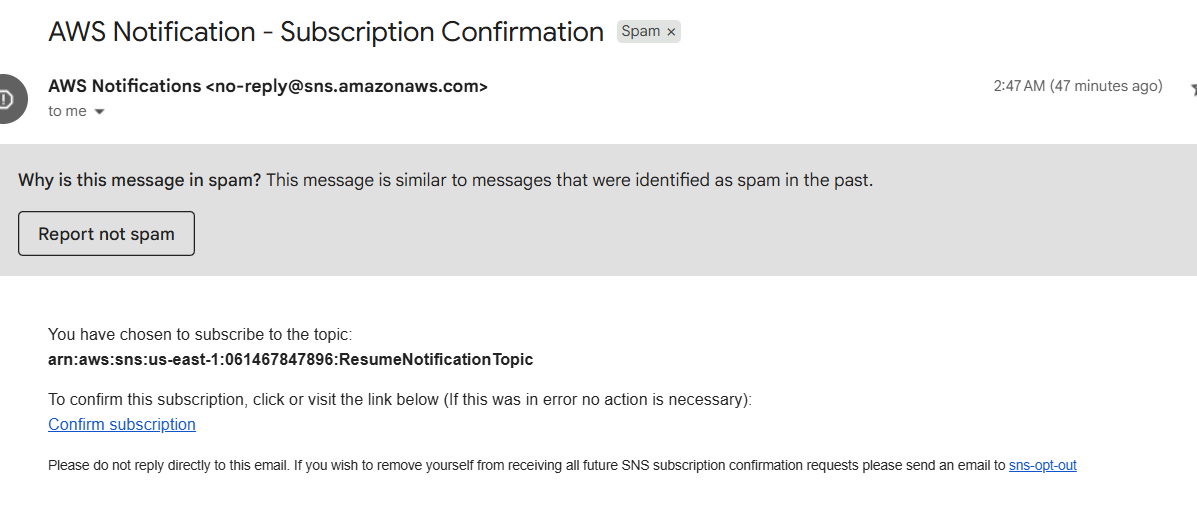 AWS Notification - Subscription Confirmation Spam ×
AWS Notifications <no-reply@sns.amazonaws.com> 2:47 AM (47 minutes ago)
to me
Why is this message in spam? This message is similar to messages that were identified as spam in the past.
Report not spam
You have chosen to subscribe to the topic:
arn:aws:sns:us-east-1:061467847896:ResumeNotificationTopic
To confirm this subscription, click or visit the link below (If this was in error no action is necessary):
Confirm subscription
Please do not reply directly to this email. If you wish to remove yourself from receiving all future SNS subscription confirmation requests please send an email to sns-opt-out